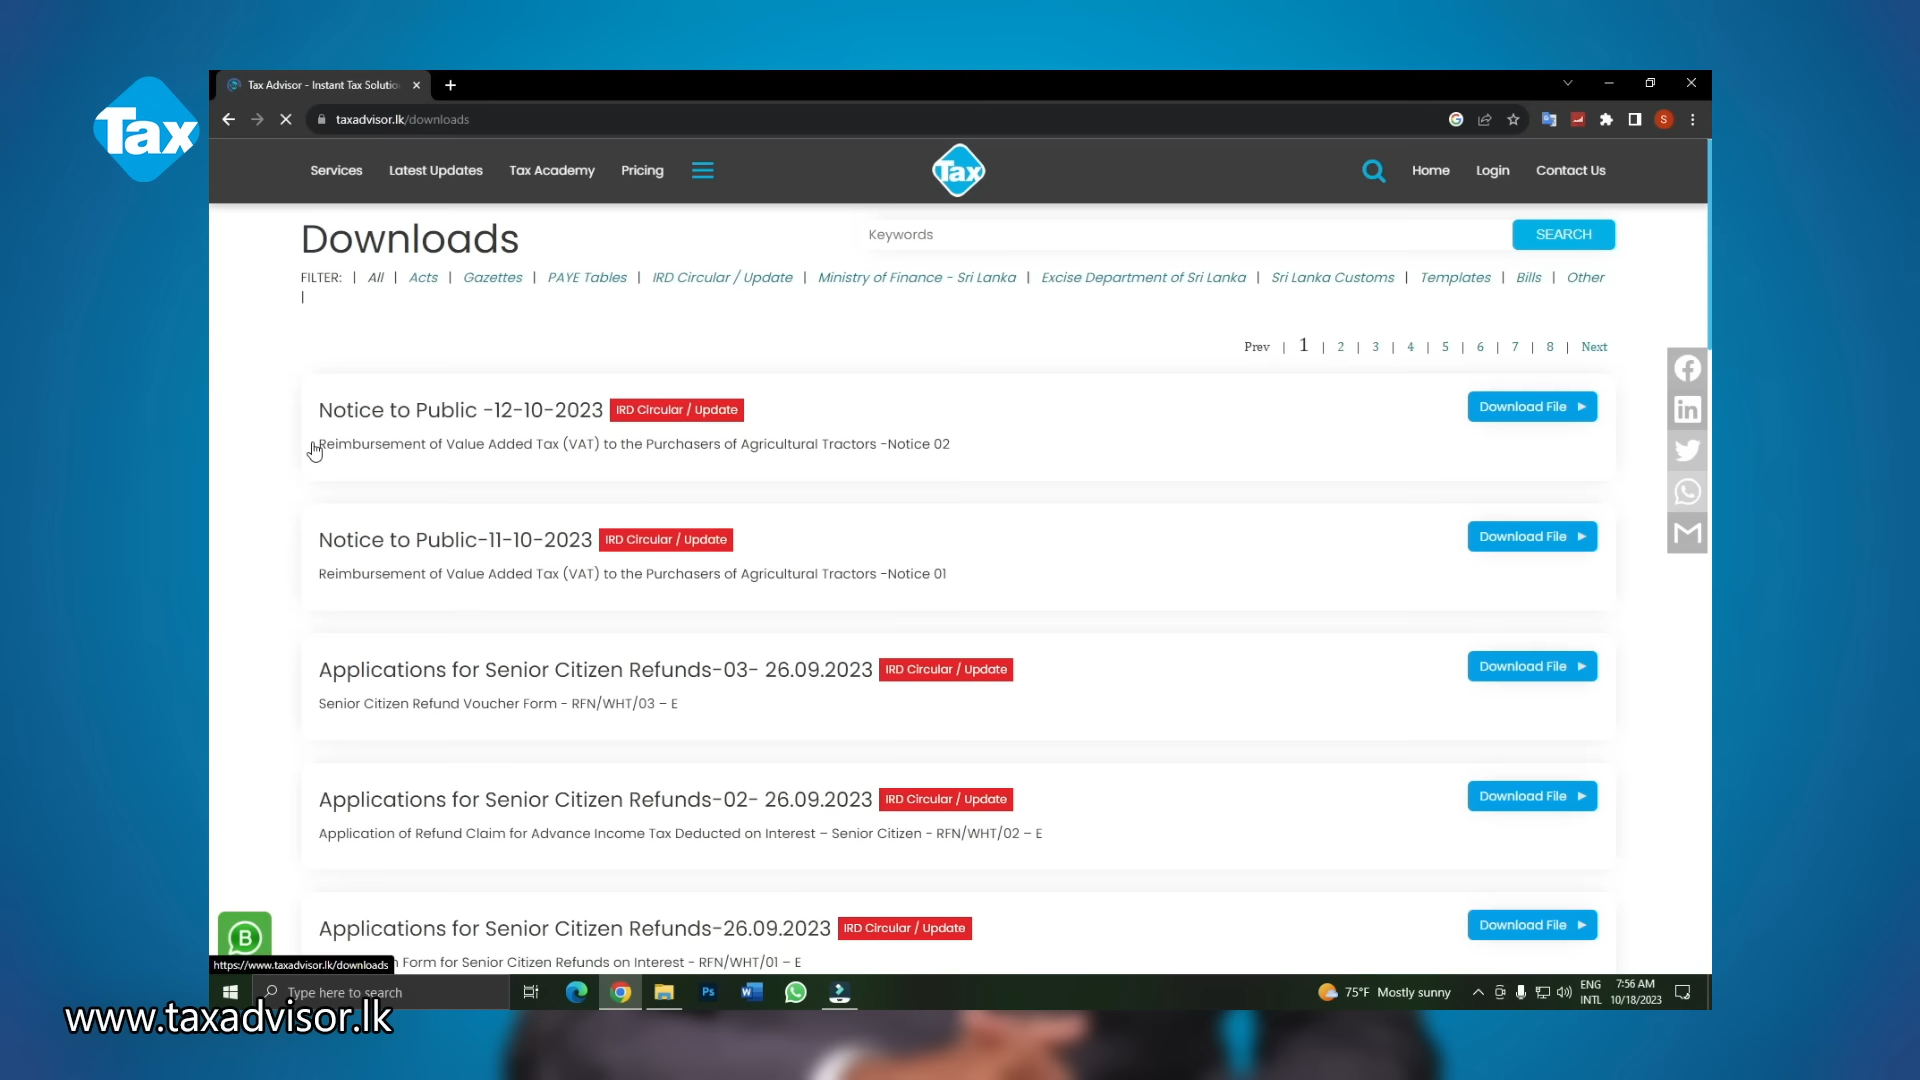 Tax
Tax Advisor - Instant Tax Solutio
taxadvisor.lk/downloads
S
Services Latest Updates Tax Academy Pricing
Tax
Home Login Contact Us
Downloads
Keywords
SEARCH
FILTER: | All | Acts | Gazettes | PAYE Tables | IRD Circular / Update | Ministry of Finance - Sri Lanka | Excise Department of Sri Lanka | Sri Lanka Customs | Templates | Bills | Other
|
Prev | 1 | 2 | 3 | 4 | 5 | 6 | 7 | 8 | Next
Notice to Public -12-10-2023 IRD Circular / Update
Download File
Reimbursement of Value Added Tax (VAT) to the Purchasers of Agricultural Tractors -Notice 02
Notice to Public-11-10-2023 IRD Circular / Update
Download File
Reimbursement of Value Added Tax (VAT) to the Purchasers of Agricultural Tractors -Notice 01
Applications for Senior Citizen Refunds-03- 26.09.2023 IRD Circular / Update
Download File
Senior Citizen Refund Voucher Form - RFN/WHT/03 – E
Applications for Senior Citizen Refunds-02- 26.09.2023 IRD Circular / Update
Download File
Application of Refund Claim for Advance Income Tax Deducted on Interest – Senior Citizen - RFN/WHT/02 – E
Applications for Senior Citizen Refunds-26.09.2023 IRD Circular / Update
Download File
Form for Senior Citizen Refunds on Interest - RFN/WHT/01 – E
B
https://www.taxadvisor.lk/downloads
Type here to search
Ps
75°F Mostly sunny
ENG
INTL
7:56 AM
10/18/2023
www.taxadvisor.lk